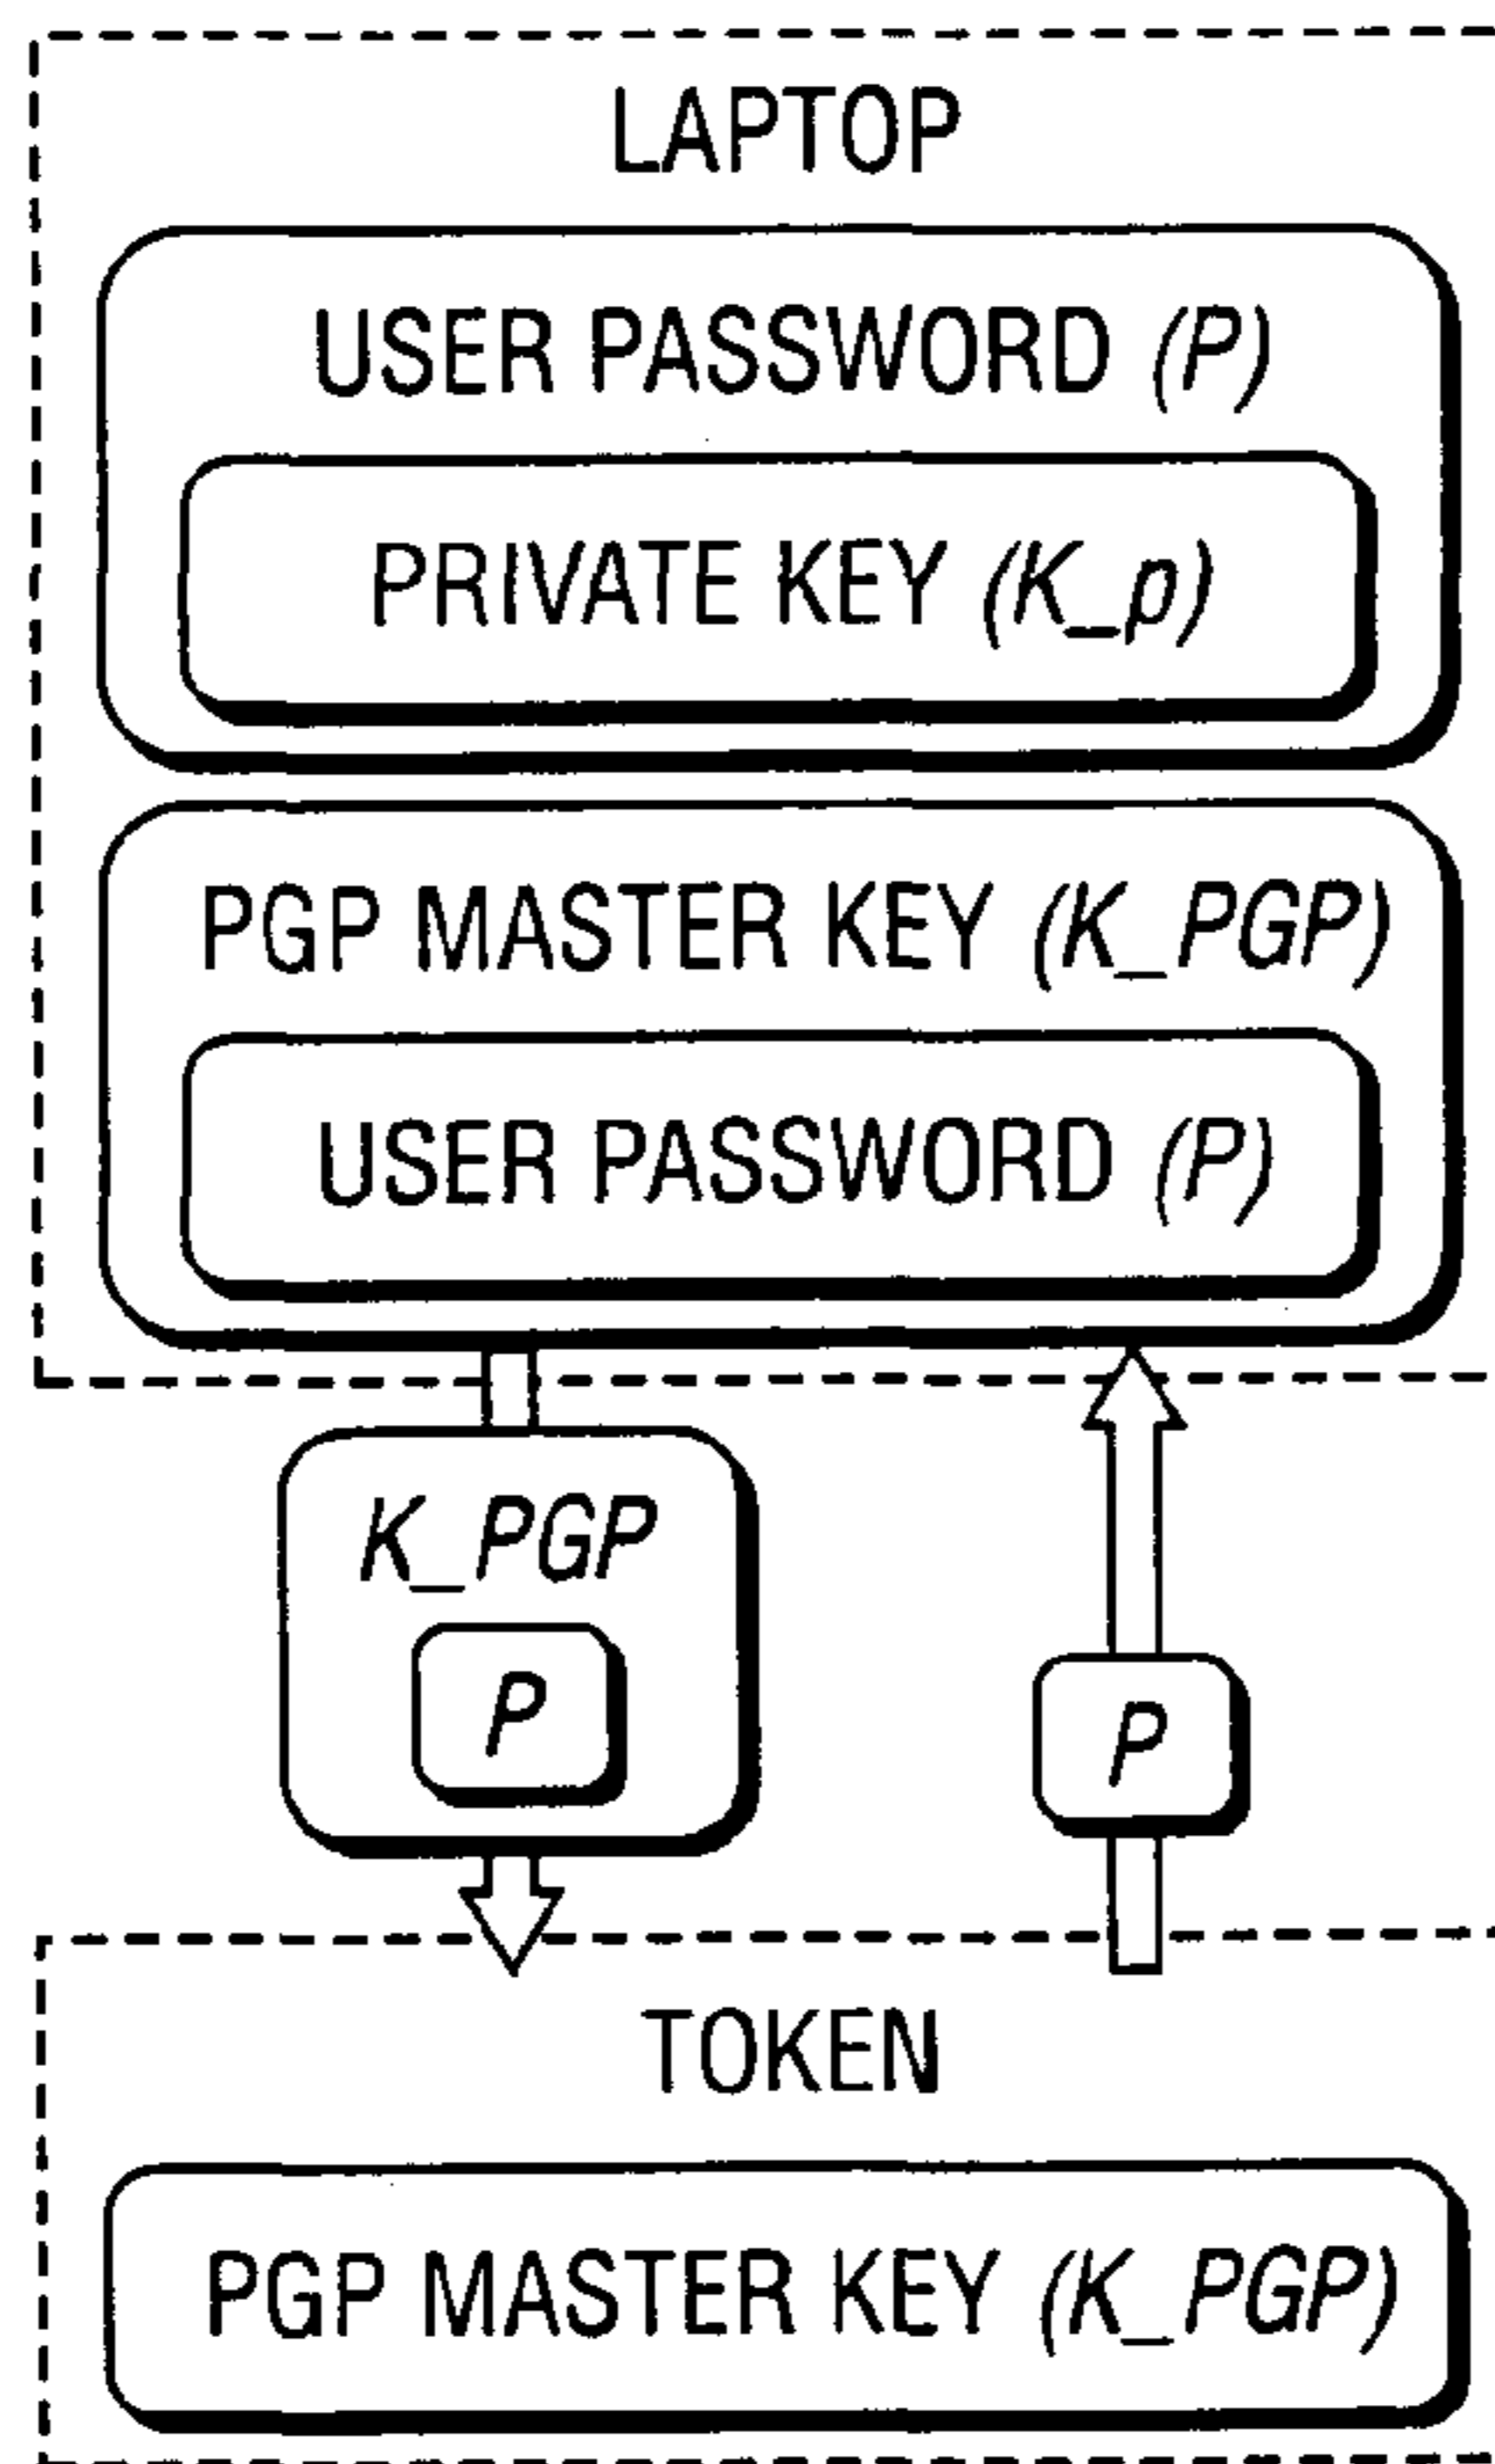 LAPTOP
USER PASSWORD (P)
PRIVATE KEY (K_p)
PGP MASTER KEY (K_PGP)
USER PASSWORD (P)
K_PGP
P
P
TOKEN
PGP MASTER KEY (K_PGP)